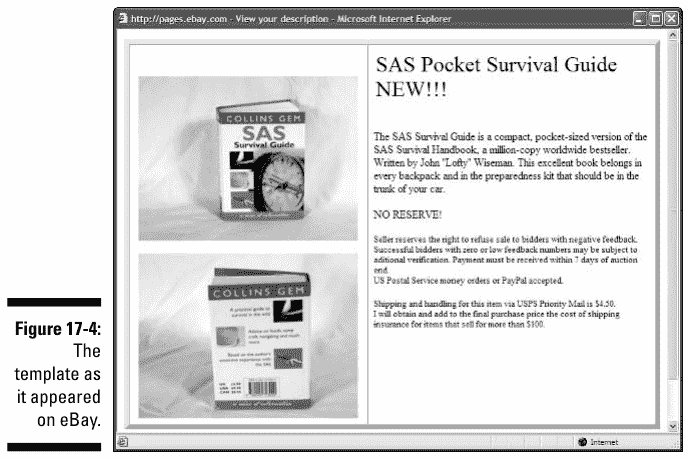 http://pages.ebay.com - View your description - Microsoft Internet Explorer
SAS Pocket Survival Guide
NEW!!!
The SAS Survival Guide is a compact, pocket-sized version of the
SAS Survival Handbook, a million-copy worldwide bestseller.
Written by John "Lofty" Wiseman. This excellent book belongs in
every backpack and in the preparedness kit that should be in the
trunk of your car.
NO RESERVE!
Seller reserves the right to refuse sale to bidders with negative feedback.
Successful bidders with zero or low feedback numbers may be subject to
aditional verification. Payment must be received within 7 days of auction
end.
US Postal Service money orders or PayPal accepted.
Shipping and handling for this item via USPS Priority Mail is $4.50.
I will obtain and add to the final purchase price the cost of shipping
insurance for items that sell for more than $100.
COLLINS GEM
SAS
Survival Guide
COLLINS GEM
A practical guide to
survival in the wild
Internet
Figure 17-4:
The
template as
it appeared
on eBay.